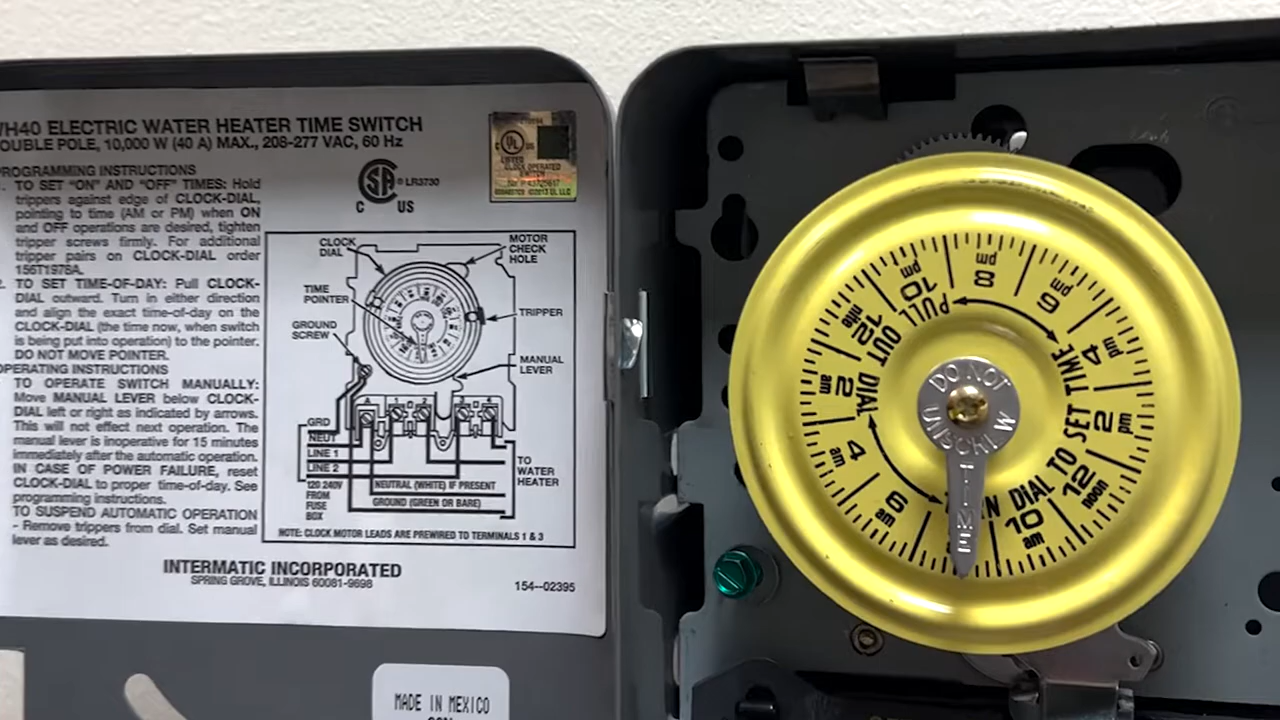 WH40 ELECTRIC WATER HEATER TIME SWITCH
DOUBLE POLE, 10,000 W (40 A) MAX., 208-277 VAC, 60 Hz
PROGRAMMING INSTRUCTIONS
TO SET "ON" AND "OFF" TIMES: Hold
trippers against edge of CLOCK-DIAL,
pointing to time (AM or PM) when ON
and OFF operations are desired, tighten
tripper screws firmly. For additional
tripper pairs on CLOCK-DIAL order
156T1978A.
TO SET TIME-OF-DAY: Pull CLOCK-
DIAL outward. Turn in either direction
and align the exact time-of-day on the
CLOCK-DIAL (the time now, when switch
is being put into operation) to the pointer.
DO NOT MOVE POINTER.
OPERATING INSTRUCTIONS
TO OPERATE SWITCH MANUALLY:
Move MANUAL LEVER below CLOCK-
DIAL left or right as indicated by arrows.
This will not effect next operation. The
manual lever is inoperative for 15 minutes
immediately after the automatic operation.
IN CASE OF POWER FAILURE, reset
CLOCK-DIAL to proper time-of-day. See
programming instructions.
TO SUSPEND AUTOMATIC OPERATION
- Remove trippers from dial. Set manual
lever as desired.
SA ® LR3730
C US
UL
CLOCK
DIAL
MOTOR
CHECK
HOLE
TIME
POINTER
TRIPPER
GROUND
SCREW
MANUAL
LEVER
A 1 2 3 4
GRD
NEUT
LINE 1
LINE 2
120 240V
FROM
FUSE
BOX
TO
WATER
HEATER
NEUTRAL (WHITE) IF PRESENT
GROUND (GREEN OR BARE)
NOTE: CLOCK MOTOR LEADS ARE PREWIRED TO TERMINALS 1 & 3
INTERMATIC INCORPORATED
SPRING GROVE, ILLINOIS 60081-9698
154--02395
MADE IN MEXICO
8 pm
6 pm
4 pm
2 pm
12 noon
10 am
6 am
4 am
2 am
12 nite
10 pm
PULL OUT DIAL
DIAL TO SET TIME
DO NOT
UNSCREW